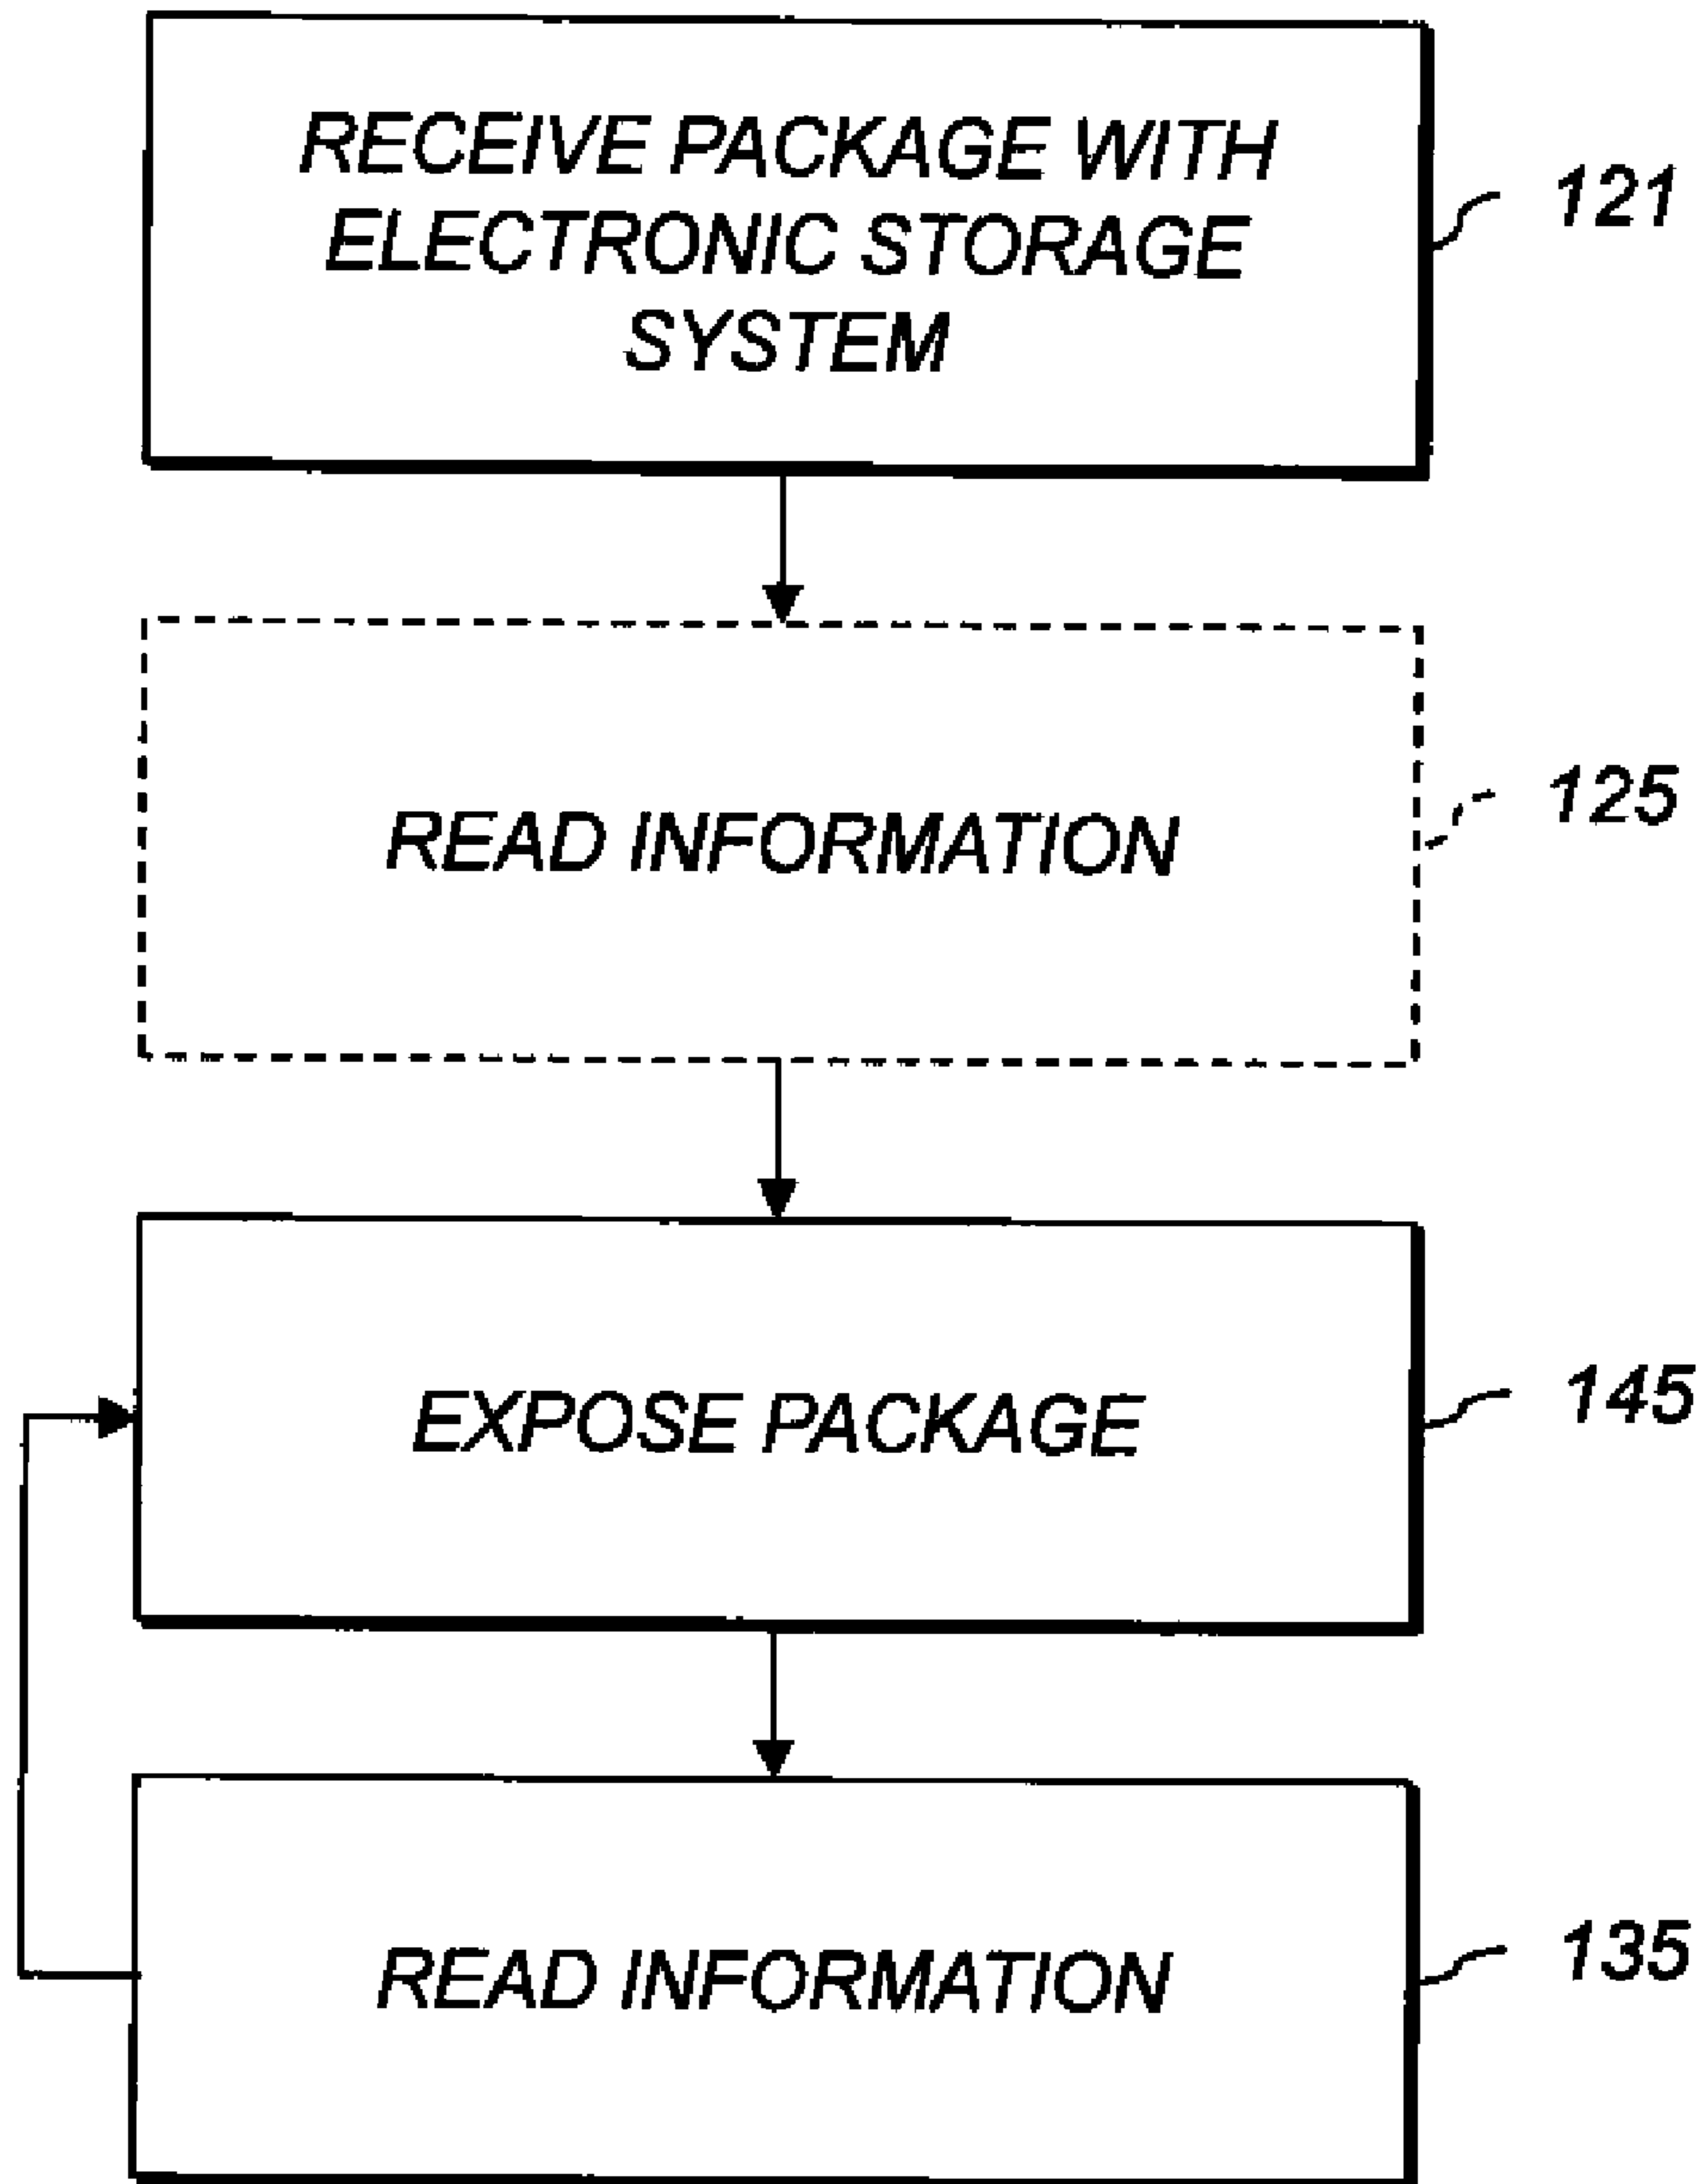 RECEIVE PACKAGE WITH
ELECTRONIC STORAGE
SYSTEM
121
READ INFORMATION
125
EXPOSE PACKAGE
145
READ INFORMATION
135